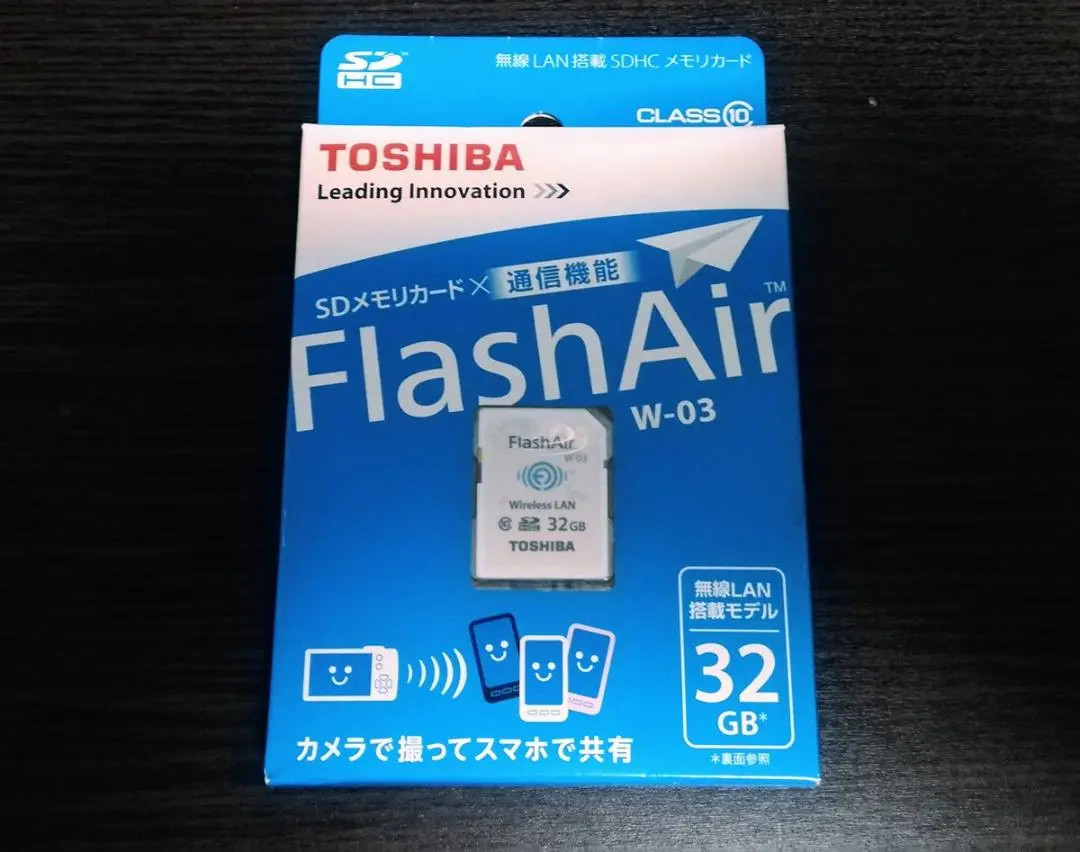 SD™
HC
無線LAN搭載 SDHC メモリカード
CLASS⑩
TOSHIBA
Leading Innovation >>>
SDメモリカード×通信機能
FlashAir™
W-03
FlashAir
W-03
Wireless LAN
⑩ SD HC 32GB
TOSHIBA
無線LAN
搭載モデル
32
GB*
*裏面参照
カメラで撮ってスマホで共有